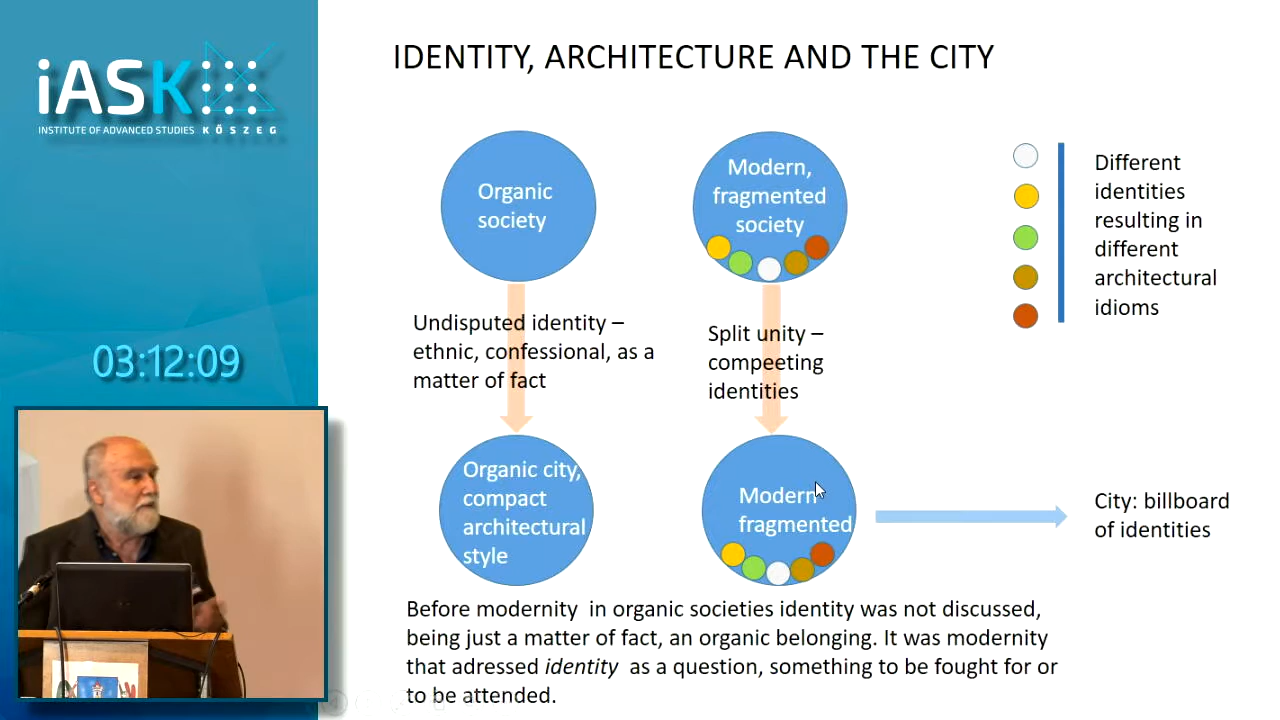 iASK
INSTITUTE OF ADVANCED STUDIES KŐSZEG
IDENTITY, ARCHITECTURE AND THE CITY
Organic
society
Modern,
fragmented
society
Different
identities
resulting in
different
architectural
idioms
Undisputed identity –
ethnic, confessional, as a
matter of fact
Split unity –
compeeting
identities
03:12:09
Organic city,
compact
architectural
style
Modern
fragmented
City: billboard
of identities
Before modernity in organic societies identity was not discussed,
being just a matter of fact, an organic belonging. It was modernity
that adressed identity as a question, something to be fought for or
to be attended.